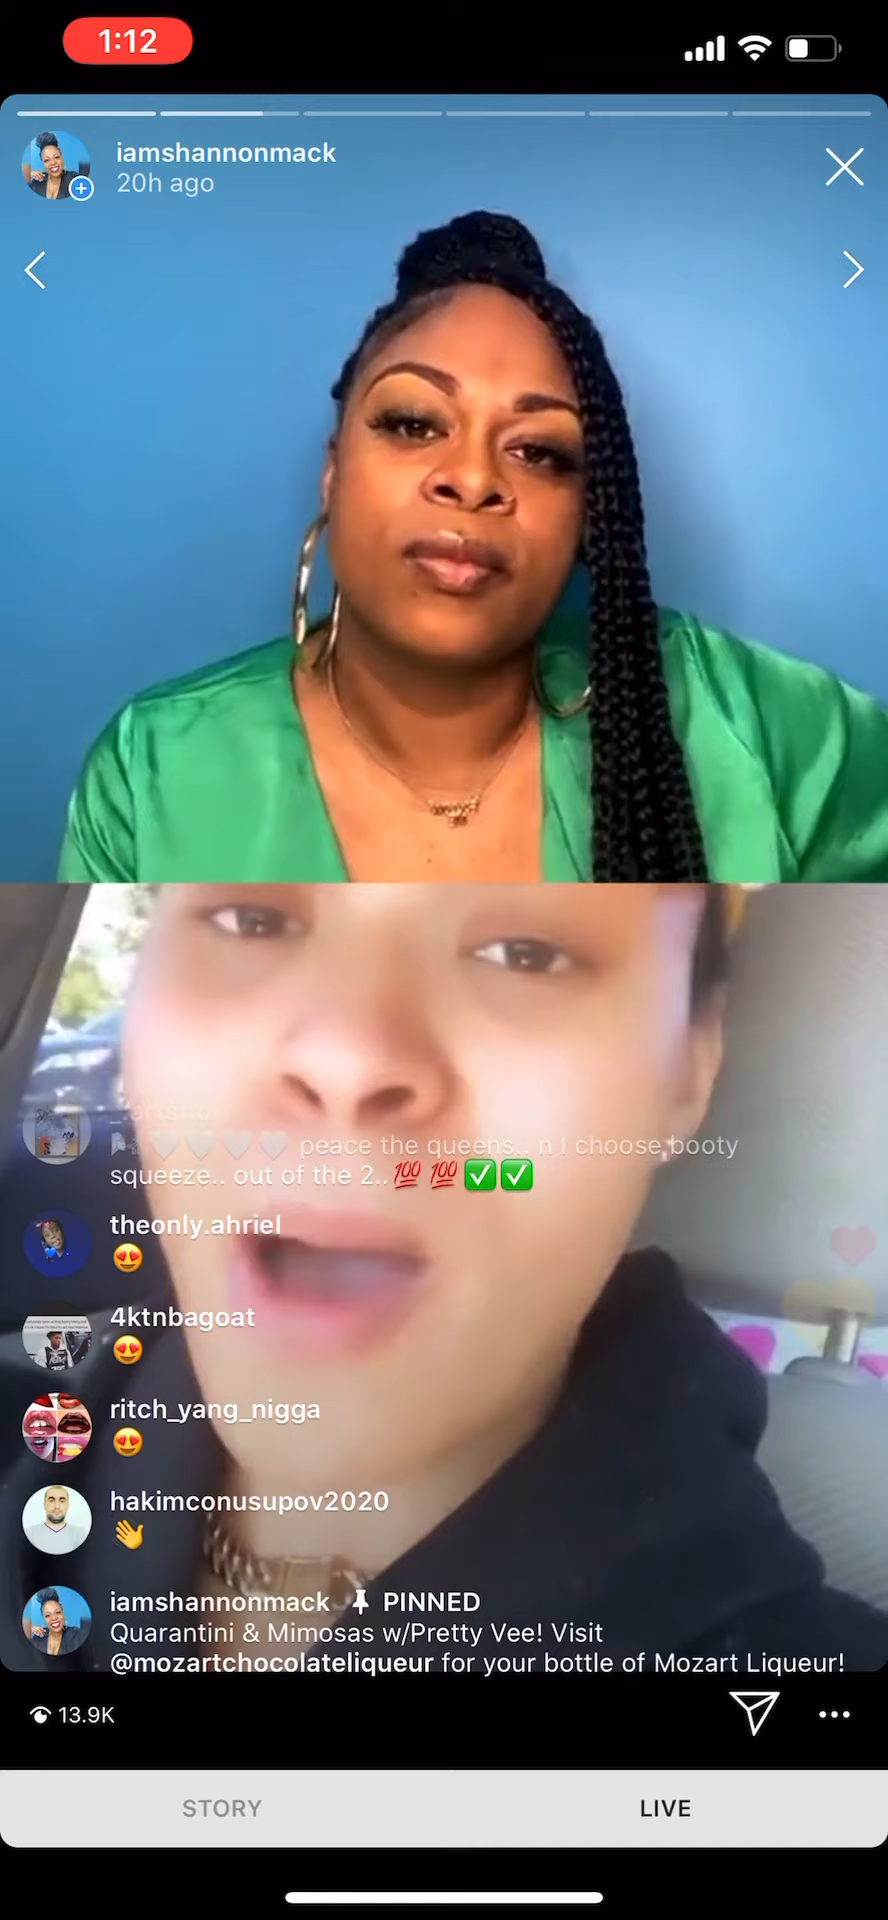 1:12
iamshannonmack
20h ago
peace the queens.. n I choose booty
squeeze.. out of the 2..💯 💯✅✅
theonly.ahriel
😍
4ktnbagoat
😍
ritch_yang_nigga
😍
hakimconusupov2020
👋
iamshannonmack 📌 PINNED
Quarantini & Mimosas w/Pretty Vee! Visit
@mozartchocolateliqueur for your bottle of Mozart Liqueur!
13.9K
STORY
LIVE